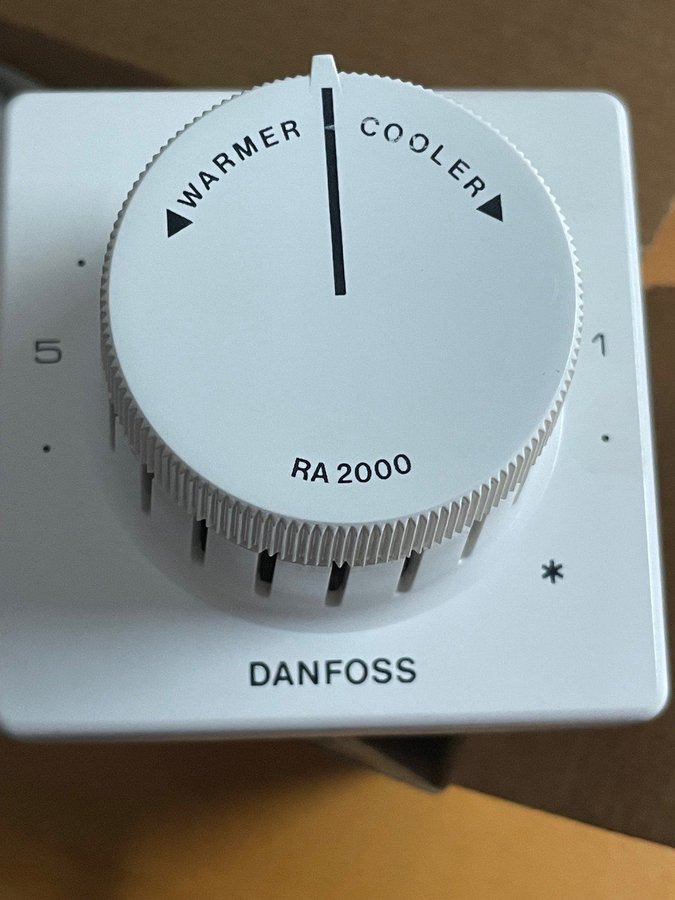 WARMER COOLER
5 1
RA 2000
*
DANFOSS